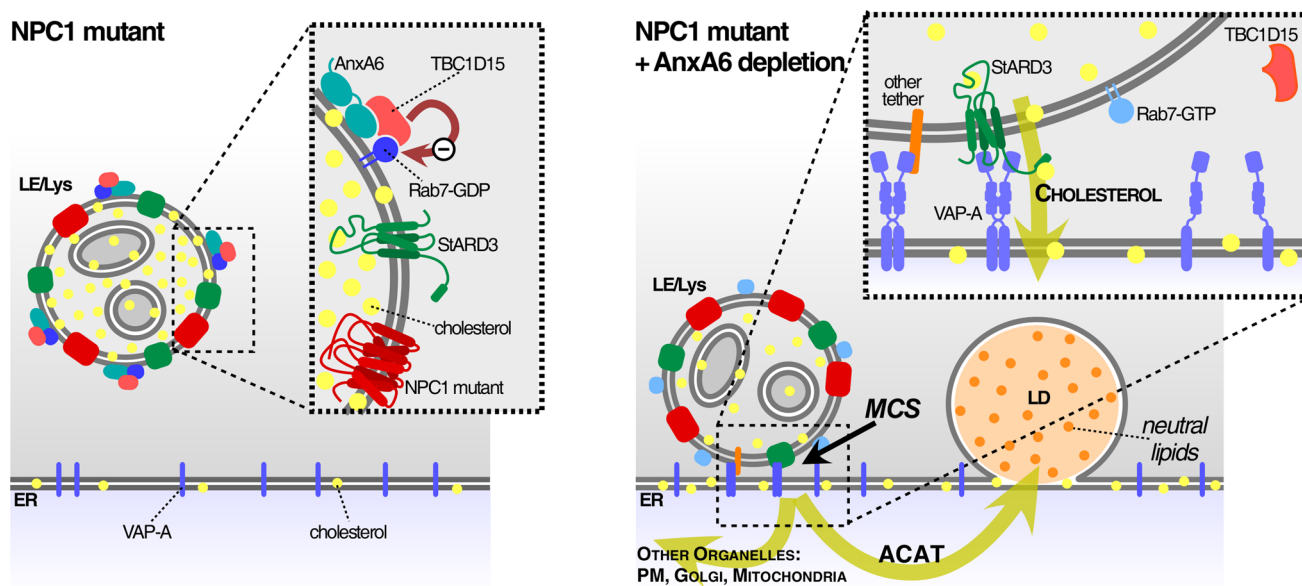 NPC1 mutant
AnxA6
TBC1D15
Rab7-GDP
StARD3
cholesterol
NPC1 mutant
LE/Lys
ER
VAP-A
cholesterol
NPC1 mutant
+ AnxA6 depletion
StARD3
TBC1D15
other
tether
Rab7-GTP
VAP-A
CHOLESTEROL
LE/Lys
MCS
LD
neutral
lipids
ER
OTHER ORGANELLES:
PM, GOLGI, MITOCHONDRIA
ACAT